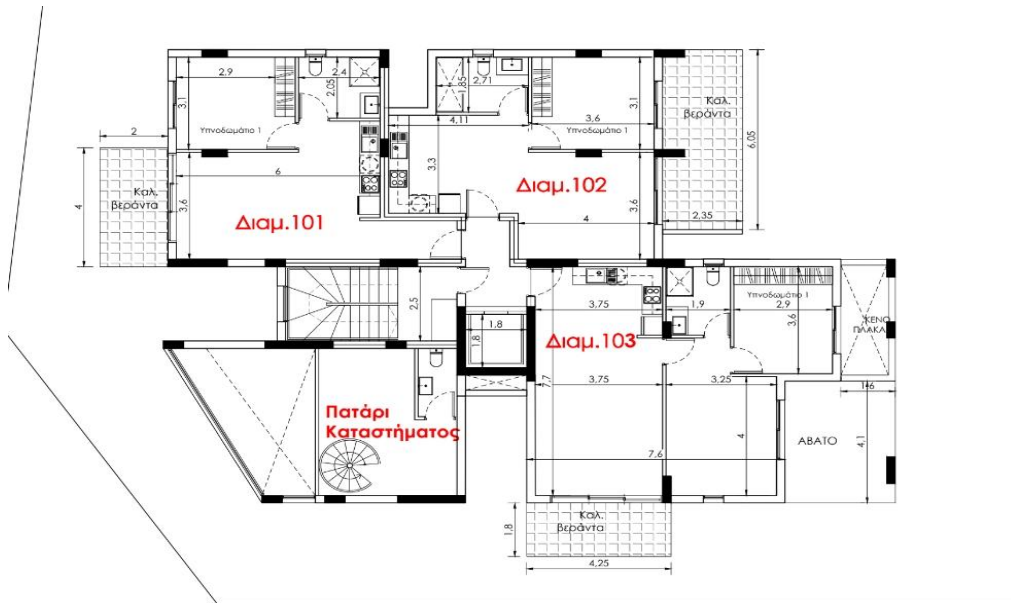 2,9
2,4
2,05
3,1
Υπνοδωμάτιο 1
2
Καλ.
βεράντα
4
3,6
6
Διαμ.101
1,85
2,71
4,11
3,3
3,6
3,1
Υπνοδωμάτιο 1
Καλ.
βεράντα
6,05
2,35
Διαμ.102
4
3,6
2,5
1,8
1,8
3,75
Διαμ.103
3,75
7,7
1,9
Υπνοδωμάτιο 1
2,9
3,6
ΚΕΝΟ
ΠΛΑΚΑ
3,25
4
7,6
1,6
ΑΒΑΤΟ
4,1
Πατάρι
Καταστήματος
Καλ.
βεράντα
1,8
4,25